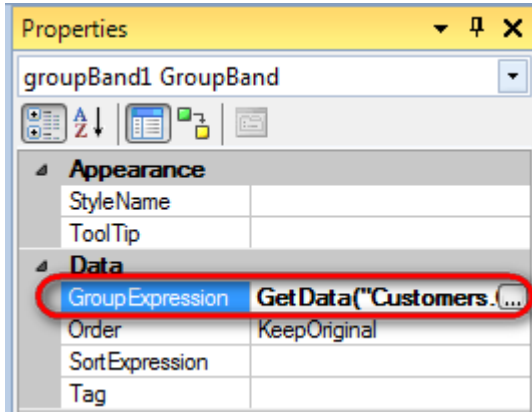 Properties
groupBand1 GroupBand
Appearance
StyleName
ToolTip
Data
GroupExpression GetData("Customers. ...
Order KeepOriginal
SortExpression
Tag